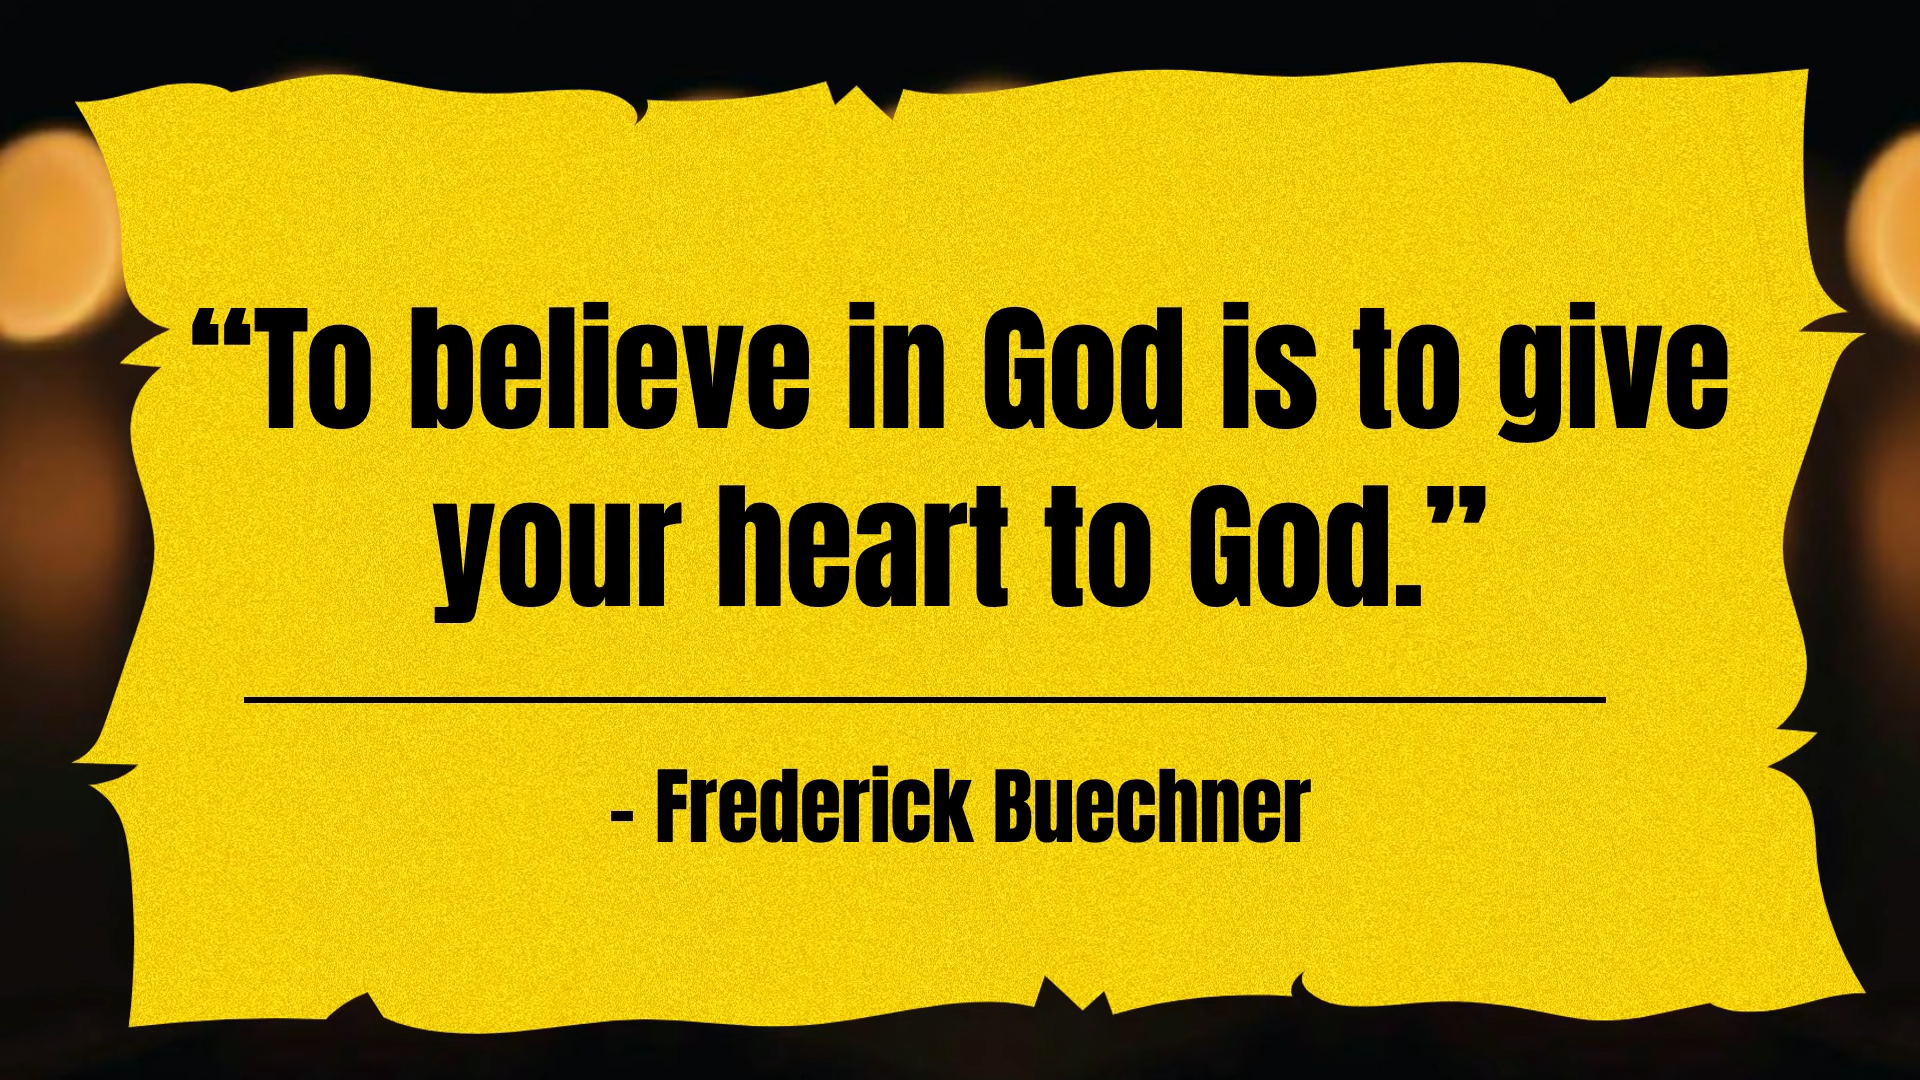 “To believe in God is to give
your heart to God.”
- Frederick Buechner